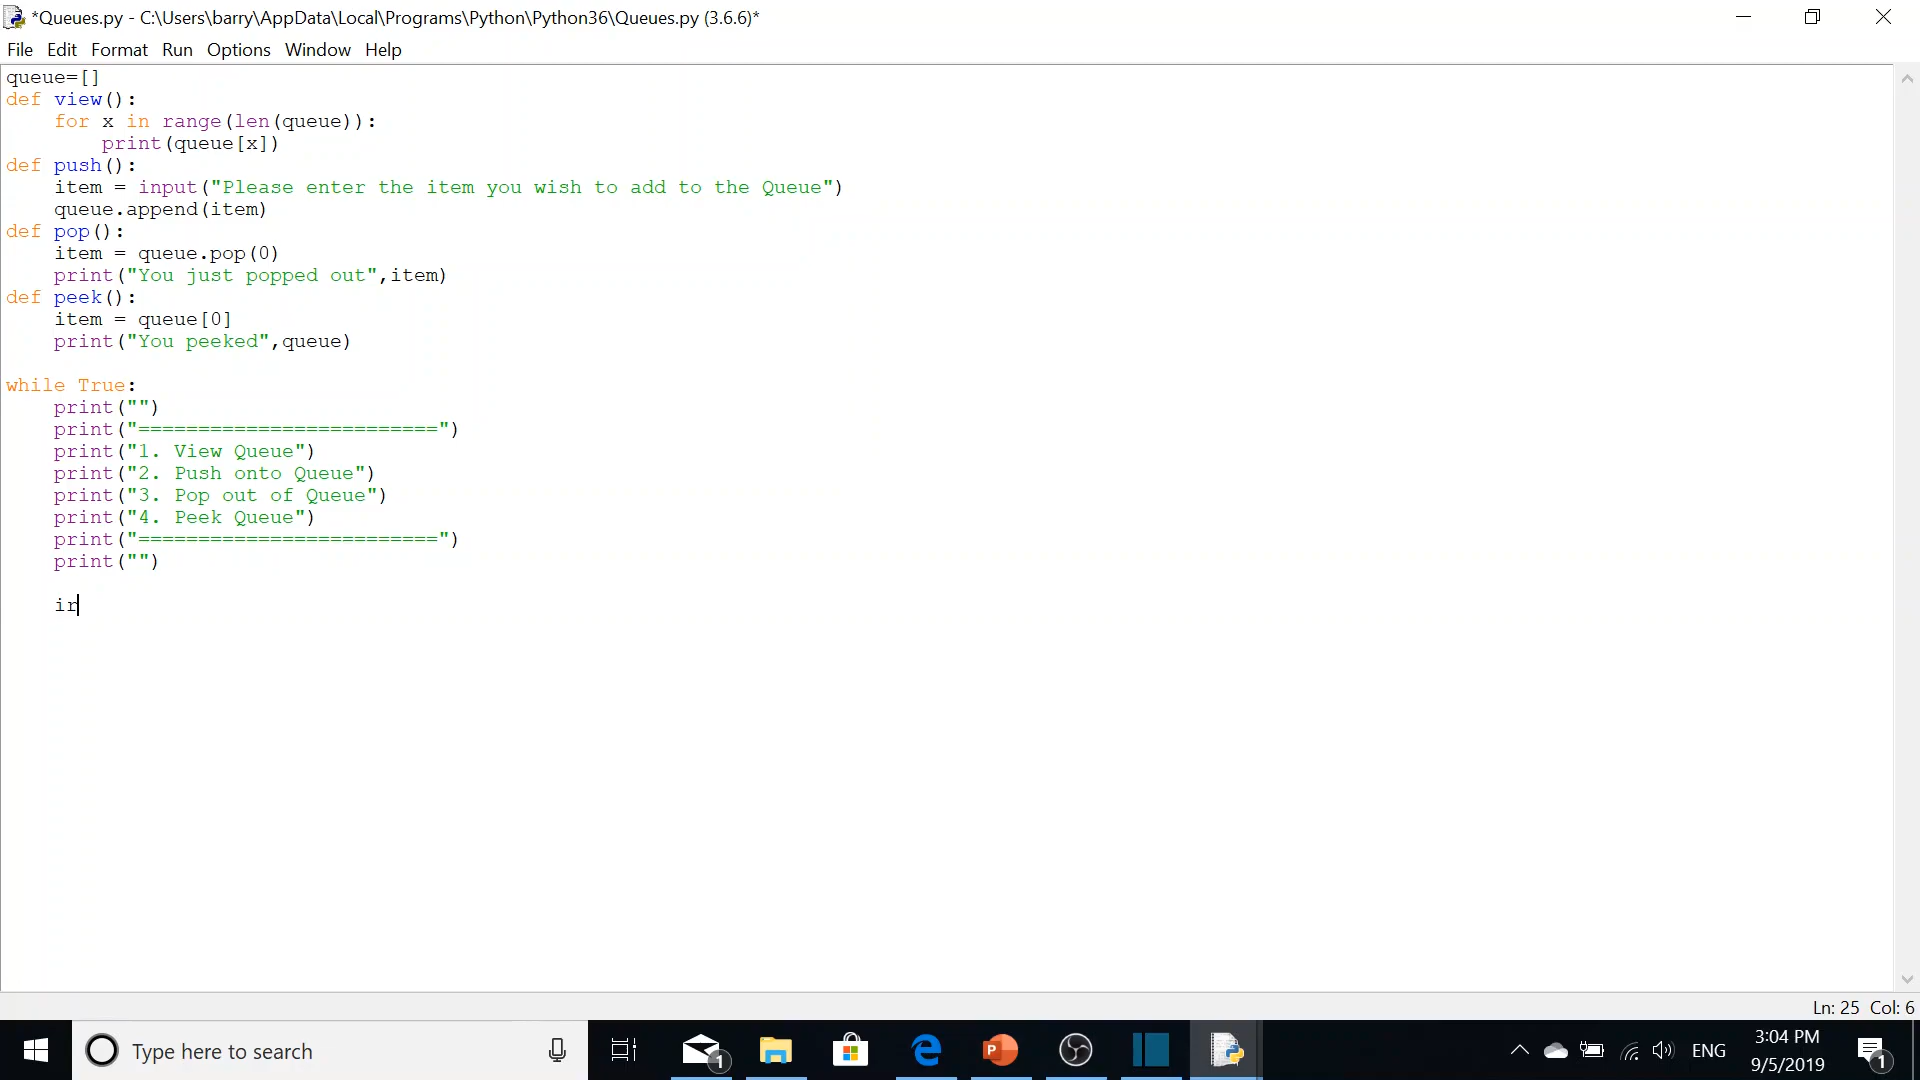 *Queues.py - C:\Users\barry\AppData\Local\Programs\Python\Python36\Queues.py (3.6.6)*
File Edit Format Run Options Window Help
queue=[]
def view():
    for x in range(len(queue)):
        print(queue[x])
def push():
    item = input("Please enter the item you wish to add to the Queue")
    queue.append(item)
def pop():
    item = queue.pop(0)
    print("You just popped out",item)
def peek():
    item = queue[0]
    print("You peeked",queue)
while True:
    print("")
    print("=========================")
    print("1. View Queue")
    print("2. Push onto Queue")
    print("3. Pop out of Queue")
    print("4. Peek Queue")
    print("=========================")
    print("")
    ir
Ln: 25 Col: 6
Type here to search
1
P
ENG
3:04 PM
9/5/2019
1